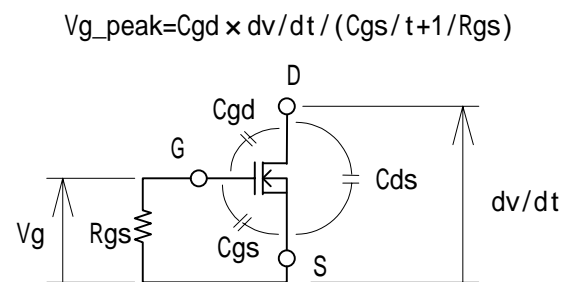 Vg_peak=Cgd×dv/dt/(Cgs/t+1/Rgs)
D
Cgd
G
Cds
dv/dt
Vg
Rgs
Cgs
S